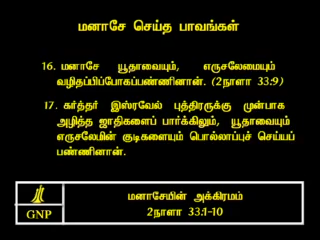 மனாசே செய்த பாவங்கள்
16. மனாசே யூதாவையும், எருசலேமையும்
வழிதப்பிப்போகப்பண்ணினான். (2நாளா 33:9)
17. கர்த்தர் இஸ்ரவேல் புத்திரருக்கு முன்பாக
அழித்த ஜாதிகளைப் பார்க்கிலும், யூதாவையும்
எருசலேமின் குடிகளையும் பொல்லாப்புச் செய்யப்
பண்ணினான்.
மனாசேயின் அக்கிரமம்
2நாளா 33:1-10
GNP